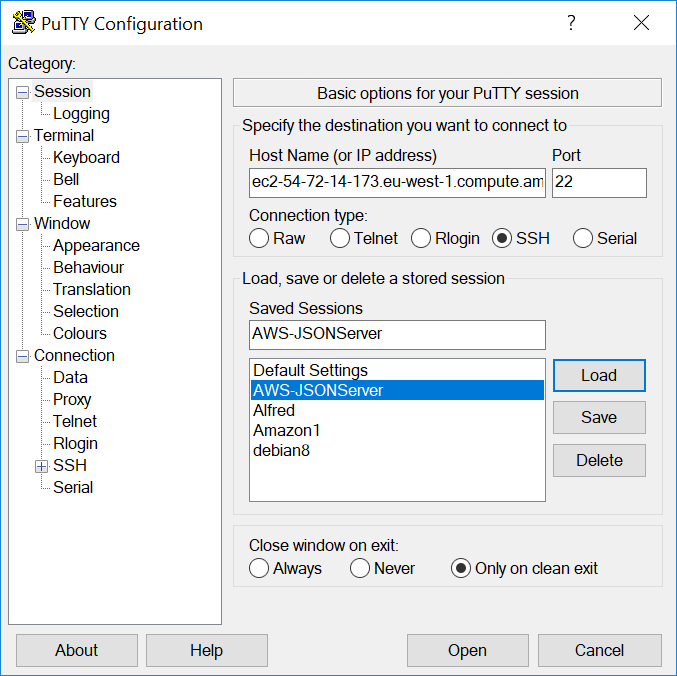 PuTTY Configuration
?
Category:
Session
Logging
Terminal
Keyboard
Bell
Features
Window
Appearance
Behaviour
Translation
Selection
Colours
Connection
Data
Proxy
Telnet
Rlogin
SSH
Serial
Basic options for your PuTTY session
Specify the destination you want to connect to
Host Name (or IP address) Port
ec2-54-72-14-173.eu-west-1.compute.am 22
Connection type:
Raw Telnet Rlogin SSH Serial
Load, save or delete a stored session
Saved Sessions
AWS-JSONServer
Default Settings
AWS-JSONServer
Alfred
Amazon1
debian8
Load
Save
Delete
Close window on exit:
Always Never Only on clean exit
About Help Open Cancel